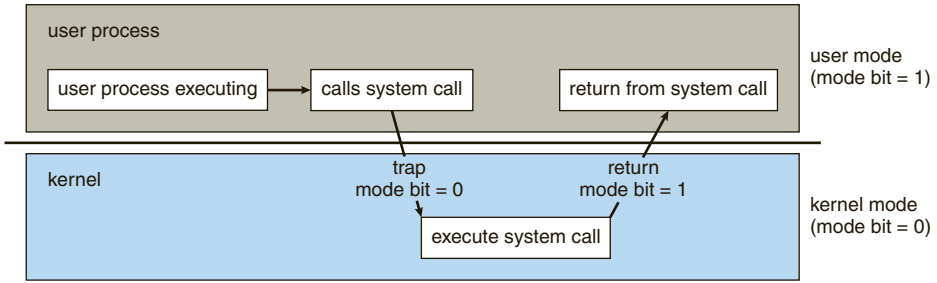 user process
user process executing
calls system call
return from system call
user mode
(mode bit = 1)
kernel
trap
mode bit = 0
return
mode bit = 1
execute system call
kernel mode
(mode bit = 0)